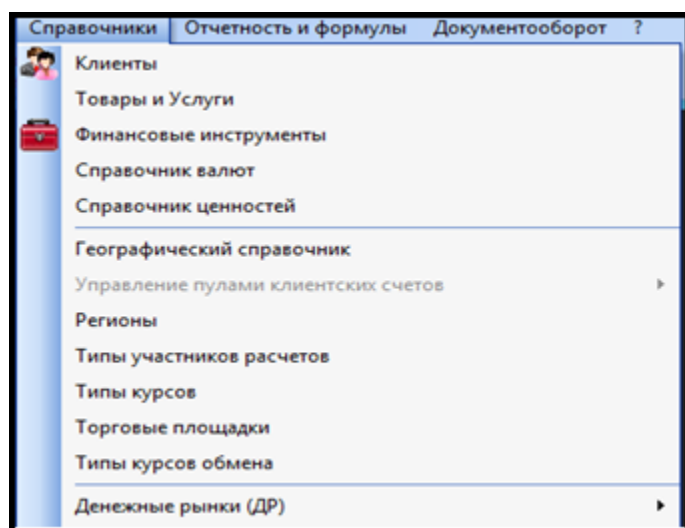 Справочники Отчетность и формулы Документооборот ?
Клиенты
Товары и Услуги
Финансовые инструменты
Справочник валют
Справочник ценностей
Географический справочник
Управление пулами клиентских счетов
Регионы
Типы участников расчетов
Типы курсов
Торговые площадки
Типы курсов обмена
Денежные рынки (ДР)